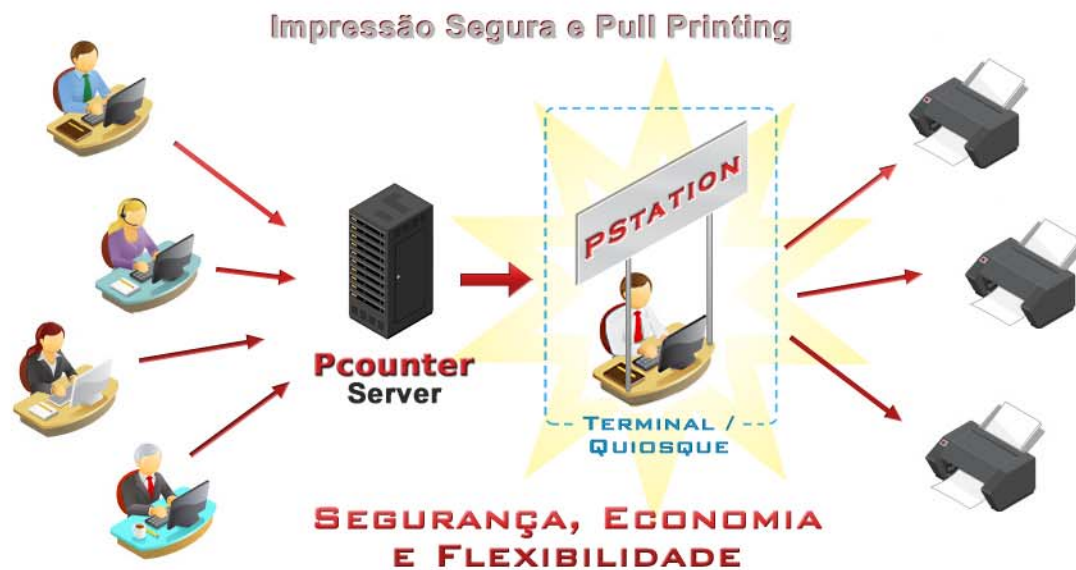 Impressão Segura e Pull Printing
PSTATION
Pcounter
Server
TERMINAL /
QUIOSQUE
SEGURANÇA, ECONOMIA
E FLEXIBILIDADE